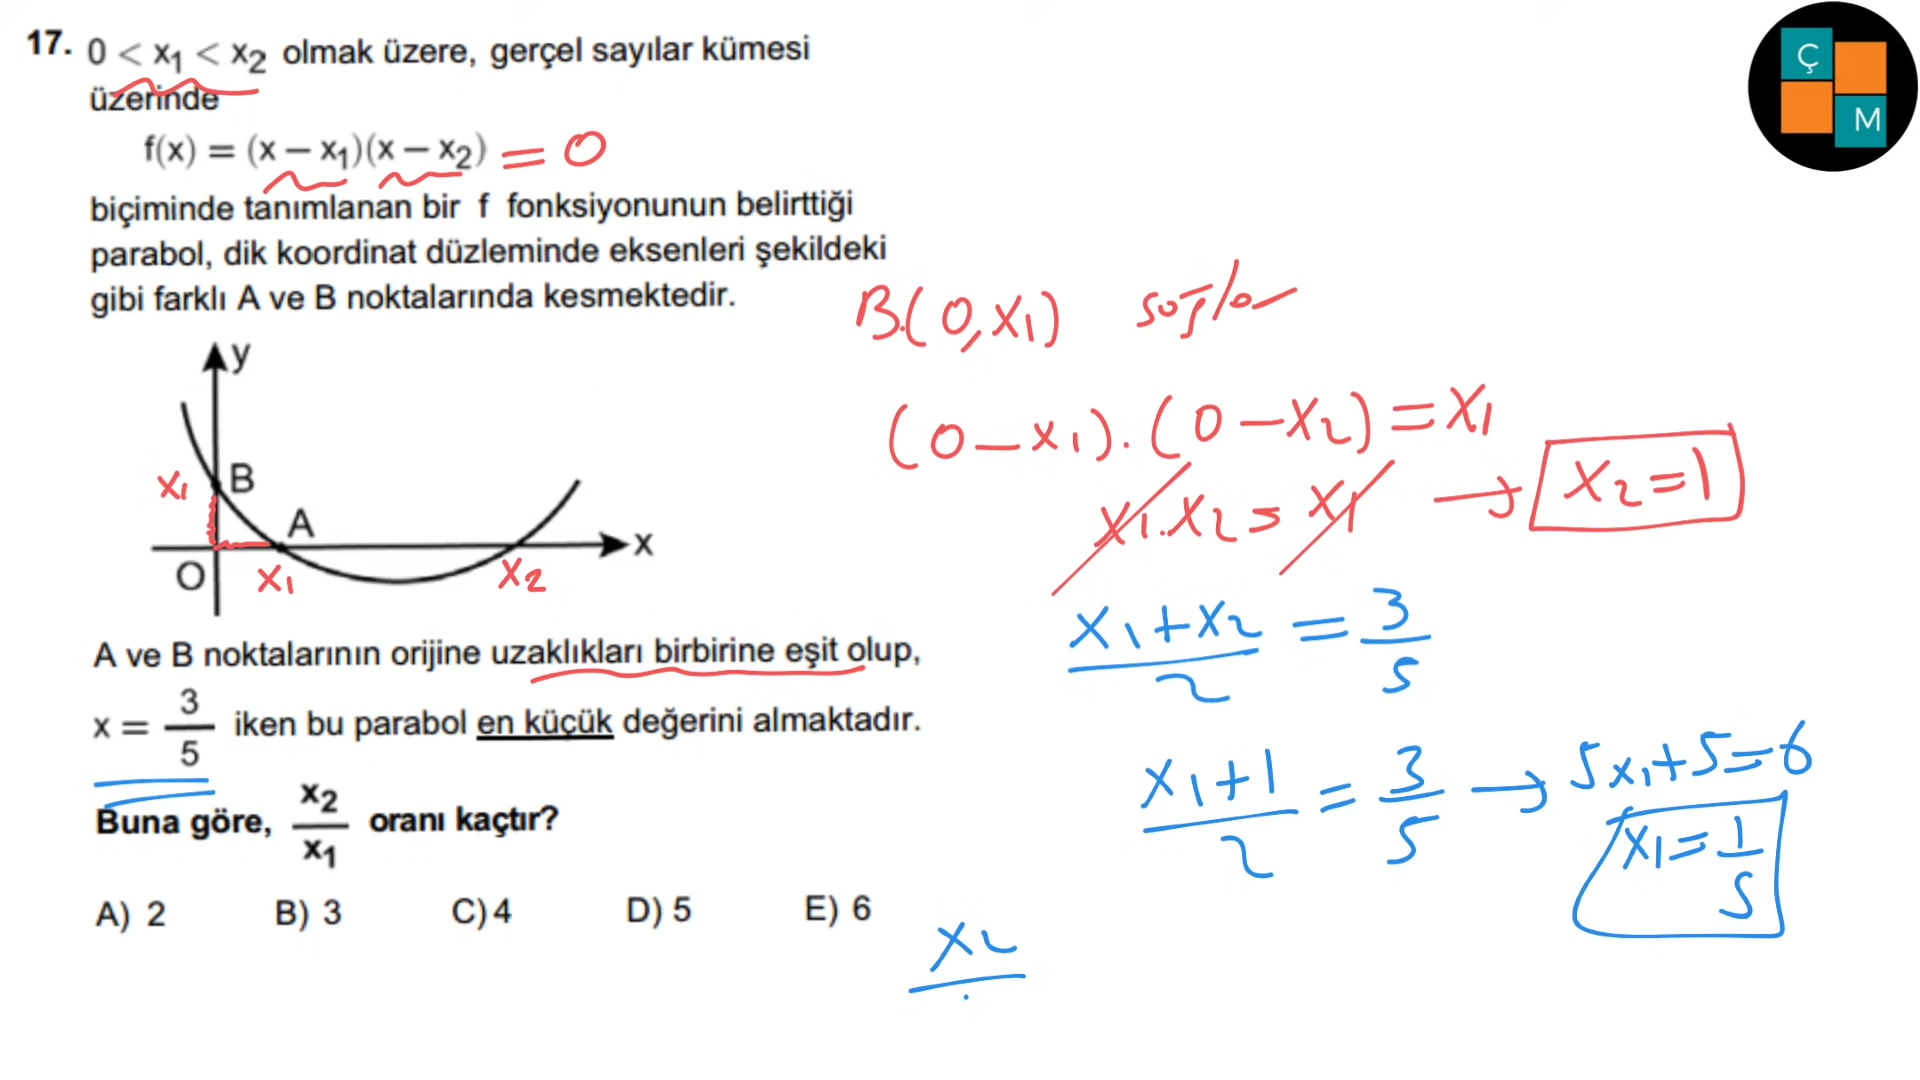 17. 0 < x₁ < x₂ olmak üzere, gerçel sayılar kümesi
üzerinde
f(x) = (x − x₁)(x − x₂) = 0
biçiminde tanımlanan bir f fonksiyonunun belirttiği
parabol, dik koordinat düzleminde eksenleri şekildeki
gibi farklı A ve B noktalarında kesmektedir.
y
x₁ B
A
x
O x₁ x₂
A ve B noktalarının orijine uzaklıkları birbirine eşit olup,
x = 3/5 iken bu parabol en küçük değerini almaktadır.
Buna göre, x₂/x₁ oranı kaçtır?
A) 2 B) 3 C) 4 D) 5 E) 6
B(0, x₁) sağlar
(0 − x₁) . (0 − x₂) = x₁
x₁ . x₂ = x₁ → x₂ = 1
(x₁ + x₂)/2 = 3/5
(x₁ + 1)/2 = 3/5 → 5x₁ + 5 = 6
x₁ = 1/5
x₂
Ç
M